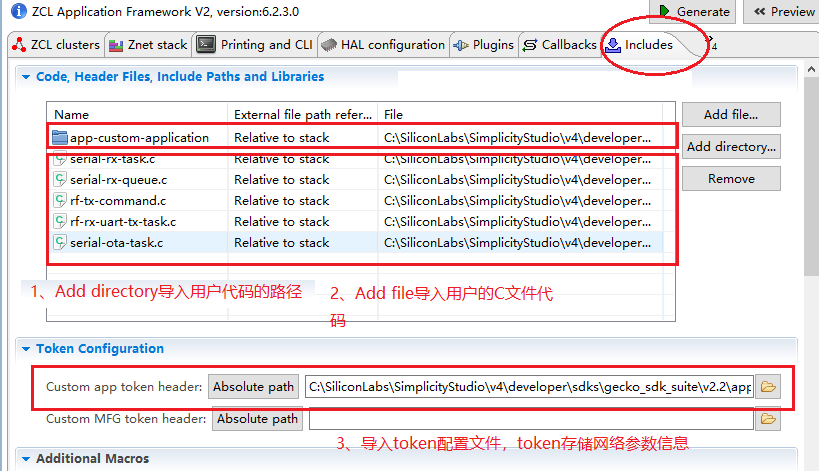 ZCL Application Framework V2, version:6.2.3.0
Generate
Preview
ZCL clusters
Znet stack
Printing and CLI
HAL configuration
Plugins
Callbacks
Includes
4
Code, Header Files, Include Paths and Libraries
Name External file path refer... File
app-custom-application Relative to stack C:\SiliconLabs\SimplicityStudio\v4\developer...
serial-rx-task.c Relative to stack C:\SiliconLabs\SimplicityStudio\v4\developer...
serial-rx-queue.c Relative to stack C:\SiliconLabs\SimplicityStudio\v4\developer...
rf-tx-command.c Relative to stack C:\SiliconLabs\SimplicityStudio\v4\developer...
rf-rx-uart-tx-task.c Relative to stack C:\SiliconLabs\SimplicityStudio\v4\developer...
serial-ota-task.c Relative to stack C:\SiliconLabs\SimplicityStudio\v4\developer...
Add file...
Add directory...
Remove
1、Add directory导入用户代码的路径
2、Add file导入用户的C文件代
码
Token Configuration
Custom app token header: Absolute path C:\SiliconLabs\SimplicityStudio\v4\developer\sdks\gecko_sdk_suite\v2.2\app
Custom MFG token header: Absolute path
3、导入token配置文件，token存储网络参数信息
Additional Macros